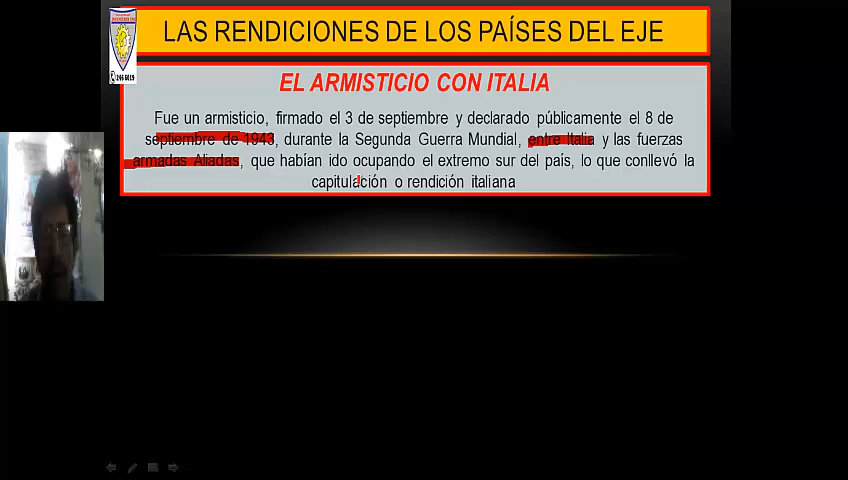 LAS RENDICIONES DE LOS PAÍSES DEL EJE
246 6019
EL ARMISTICIO CON ITALIA
Fue un armisticio, firmado el 3 de septiembre y declarado públicamente el 8 de
septiembre de 1943, durante la Segunda Guerra Mundial, entre Italia y las fuerzas
armadas Aliadas, que habían ido ocupando el extremo sur del país, lo que conllevó la
capitulación o rendición italiana